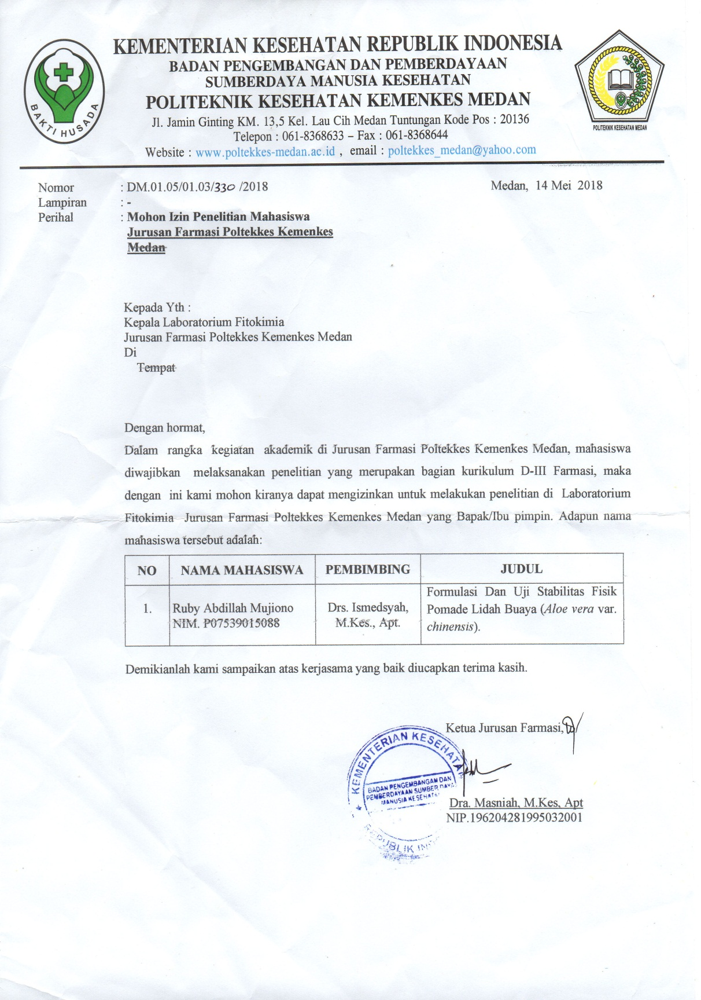 KEMENTERIAN KESEHATAN REPUBLIK INDONESIA
BADAN PENGEMBANGAN DAN PEMBERDAYAAN
SUMBERDAYA MANUSIA KESEHATAN
POLITEKNIK KESEHATAN KEMENKES MEDAN
Jl. Jamin Ginting KM. 13,5 Kel. Lau Cih Medan Tuntungan Kode Pos : 20136
Telepon : 061-8368633 – Fax : 061-8368644
Website : www.poltekkes-medan.ac.id , email : poltekkes_medan@yahoo.com
BAKTI HUSADA
POLITEKNIK KESEHATAN MEDAN
Nomor : DM.01.05/01.03/330 /2018 Medan, 14 Mei 2018
Lampiran : -
Perihal : Mohon Izin Penelitian Mahasiswa
Jurusan Farmasi Poltekkes Kemenkes
Medan
Kepada Yth :
Kepala Laboratorium Fitokimia
Jurusan Farmasi Poltekkes Kemenkes Medan
Di
Tempat
Dengan hormat,
Dalam rangka kegiatan akademik di Jurusan Farmasi Poltekkes Kemenkes Medan, mahasiswa
diwajibkan melaksanakan penelitian yang merupakan bagian kurikulum D-III Farmasi, maka
dengan ini kami mohon kiranya dapat mengizinkan untuk melakukan penelitian di Laboratorium
Fitokimia Jurusan Farmasi Poltekkes Kemenkes Medan yang Bapak/Ibu pimpin. Adapun nama
mahasiswa tersebut adalah:
NO NAMA MAHASISWA PEMBIMBING JUDUL
1. Ruby Abdillah Mujiono
NIM. P07539015088
Drs. Ismedsyah,
M.Kes., Apt.
Formulasi Dan Uji Stabilitas Fisik
Pomade Lidah Buaya (Aloe vera var.
chinensis).
Demikianlah kami sampaikan atas kerjasama yang baik diucapkan terima kasih.
Ketua Jurusan Farmasi,
KEMENTERIAN KESEHATAN
BADAN PENGEMBANGAN DAN
PEMBERDAYAAN SUMBER DAYA
MANUSIA KESEHATAN
REPUBLIK
Dra. Masniah, M.Kes, Apt
NIP.196204281995032001